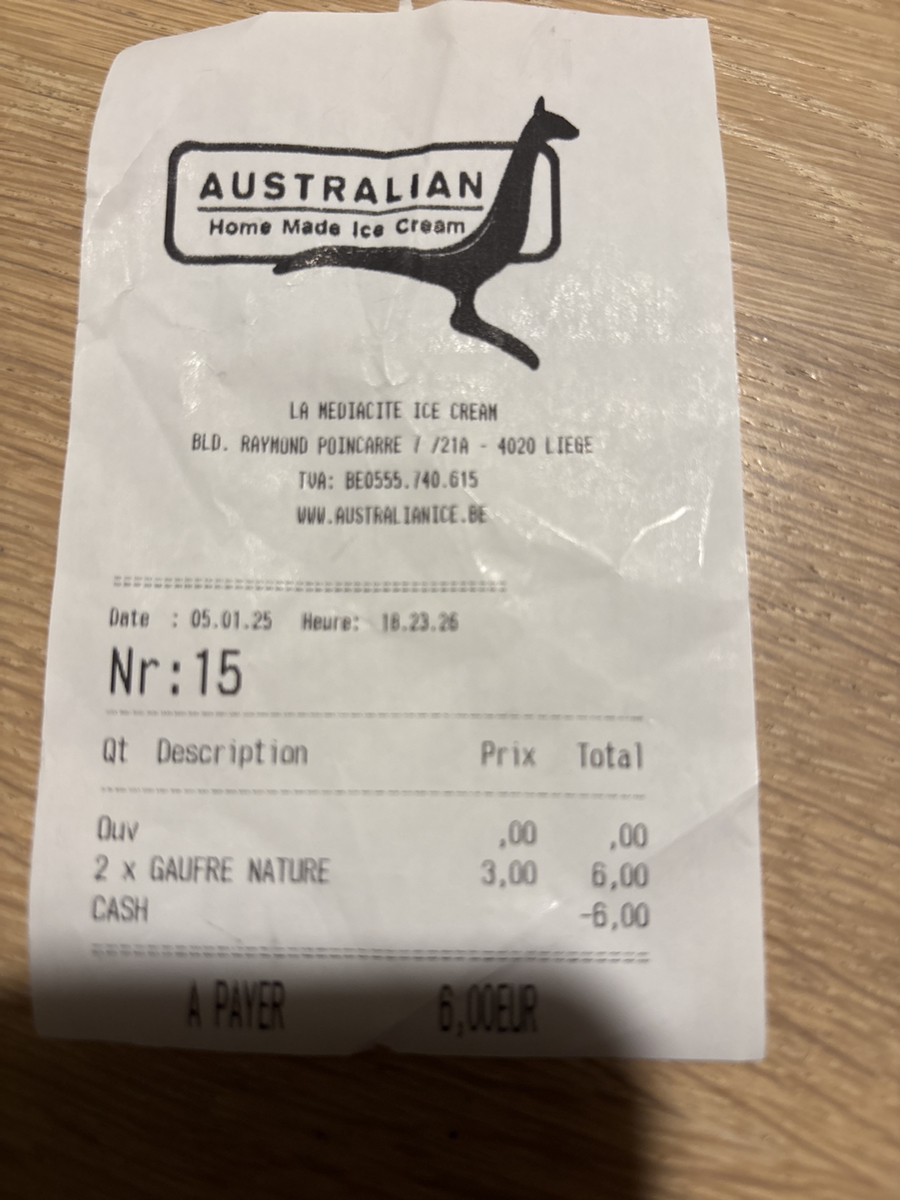 AUSTRALIAN
Home Made Ice Cream
LA MEDIACITE ICE CREAM
BLD. RAYMOND POINCARRE 7 /21A - 4020 LIEGE
TVA: BE0555.740.615
WWW.AUSTRALIANICE.BE
Date : 05.01.25 Heure: 18.23.26
Nr:15
Qt Description Prix Total
Ouv ,00 ,00
2 x GAUFRE NATURE 3,00 6,00
CASH -6,00
A PAYER 6,00EUR